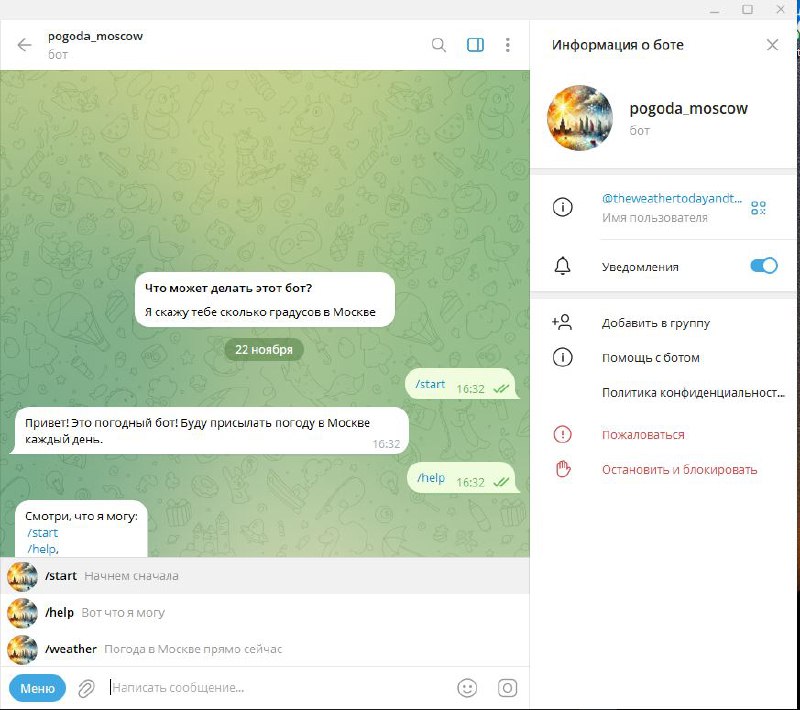 pogoda_moscow
бот
Что может делать этот бот?
Я скажу тебе сколько градусов в Москве
22 ноября
/start 16:32
Привет! Это погодный бот! Буду присылать погоду в Москве
каждый день.
16:32
/help 16:32
Смотри, что я могу:
/start
/help,
/start Начнем сначала
/help Вот что я могу
/weather Погода в Москве прямо сейчас
Меню
Написать сообщение...
Информация о боте
pogoda_moscow
бот
@theweathertodayandt...
Имя пользователя
Уведомления
Добавить в группу
Помощь с ботом
Политика конфиденциальност...
Пожаловаться
Остановить и блокировать